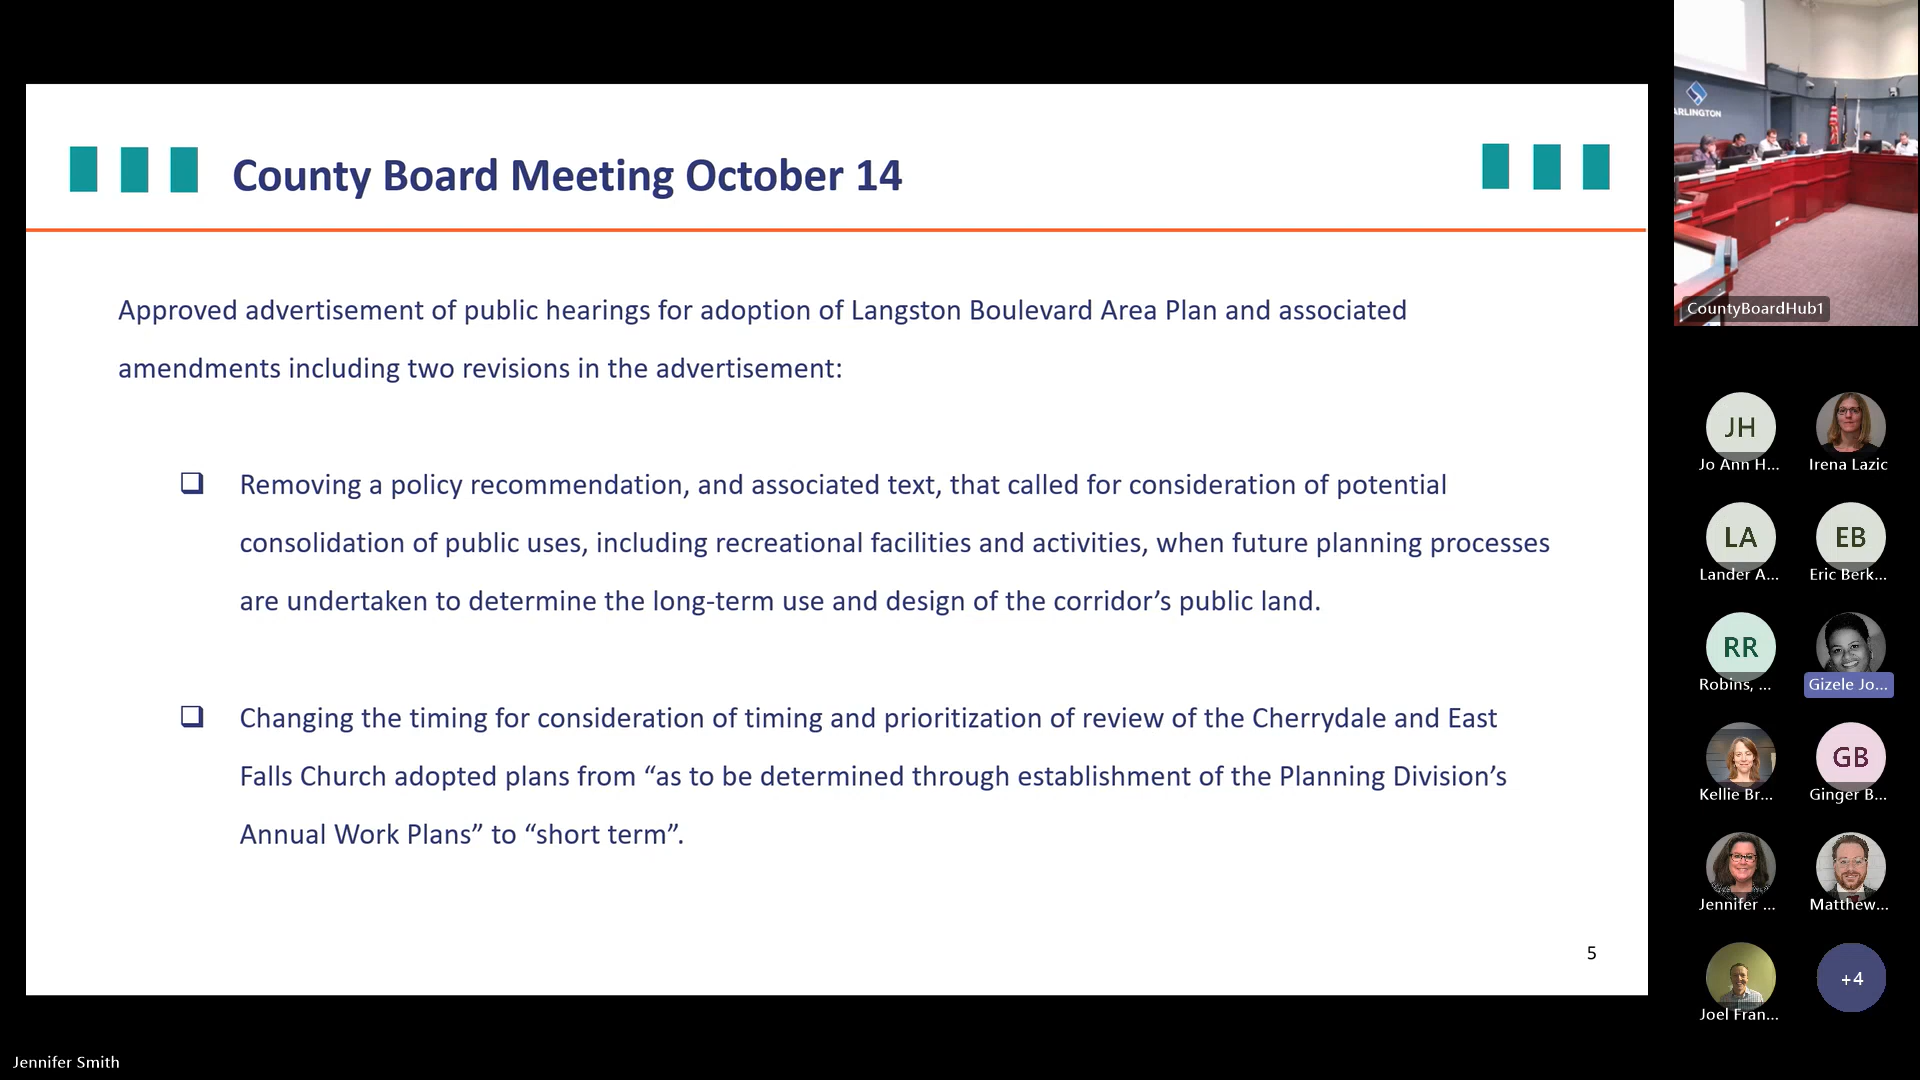 County Board Meeting October 14
Approved advertisement of public hearings for adoption of Langston Boulevard Area Plan and associated
amendments including two revisions in the advertisement:
Removing a policy recommendation, and associated text, that called for consideration of potential
consolidation of public uses, including recreational facilities and activities, when future planning processes
are undertaken to determine the long-term use and design of the corridor’s public land.
Changing the timing for consideration of timing and prioritization of review of the Cherrydale and East
Falls Church adopted plans from “as to be determined through establishment of the Planning Division’s
Annual Work Plans” to “short term”.
5
Jennifer Smith
ARLINGTON
CountyBoardHub1
JH
Jo Ann H...
Irena Lazic
LA
Lander A...
EB
Eric Berk...
RR
Robins, ...
Gizele Jo...
Kellie Br...
GB
Ginger B...
Jennifer ...
Matthew...
Joel Fran...
+4